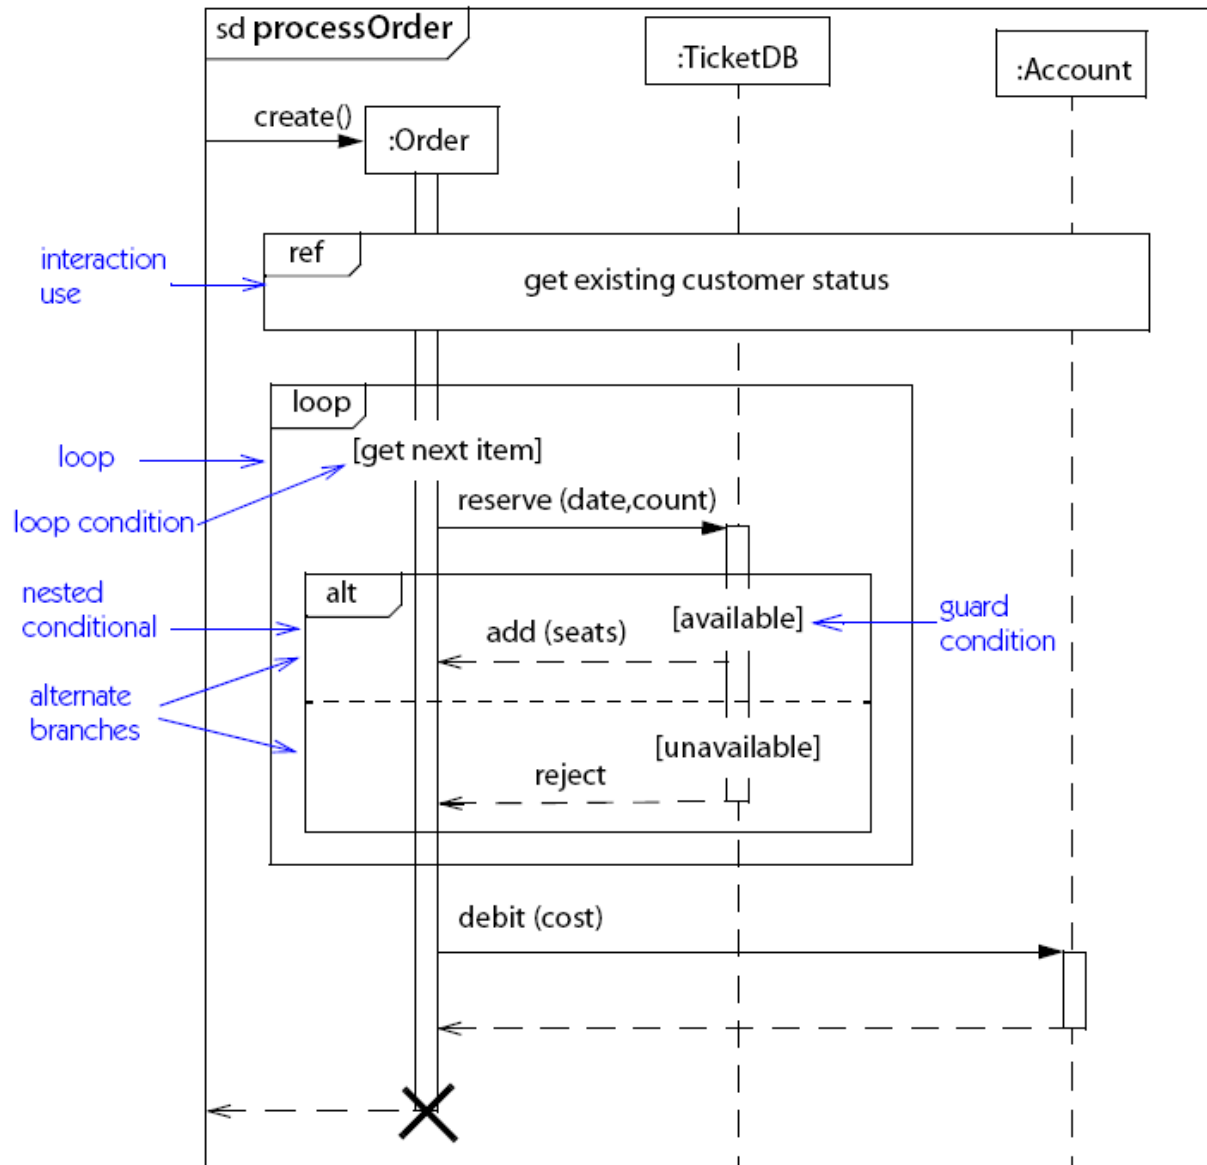 sd processOrder
:TicketDB
:Account
create()
:Order
ref
interaction
use
get existing customer status
loop
[get next item]
loop
reserve (date,count)
loop condition
nested
conditional
alt
[available]
guard
condition
add (seats)
alternate
branches
[unavailable]
reject
debit (cost)